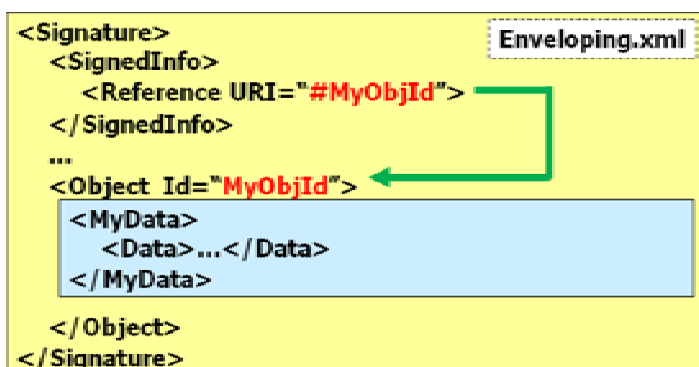 <Signature>
Enveloping.xml
<SignedInfo>
<Reference URI="#MyObjId">
</SignedInfo>
...
<Object Id="MyObjId">
<MyData>
<Data>...</Data>
</MyData>
</Object>
</Signature>